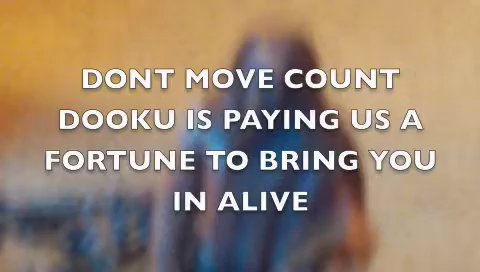 DONT MOVE COUNT
DOOKU IS PAYING US A
FORTUNE TO BRING YOU
IN ALIVE